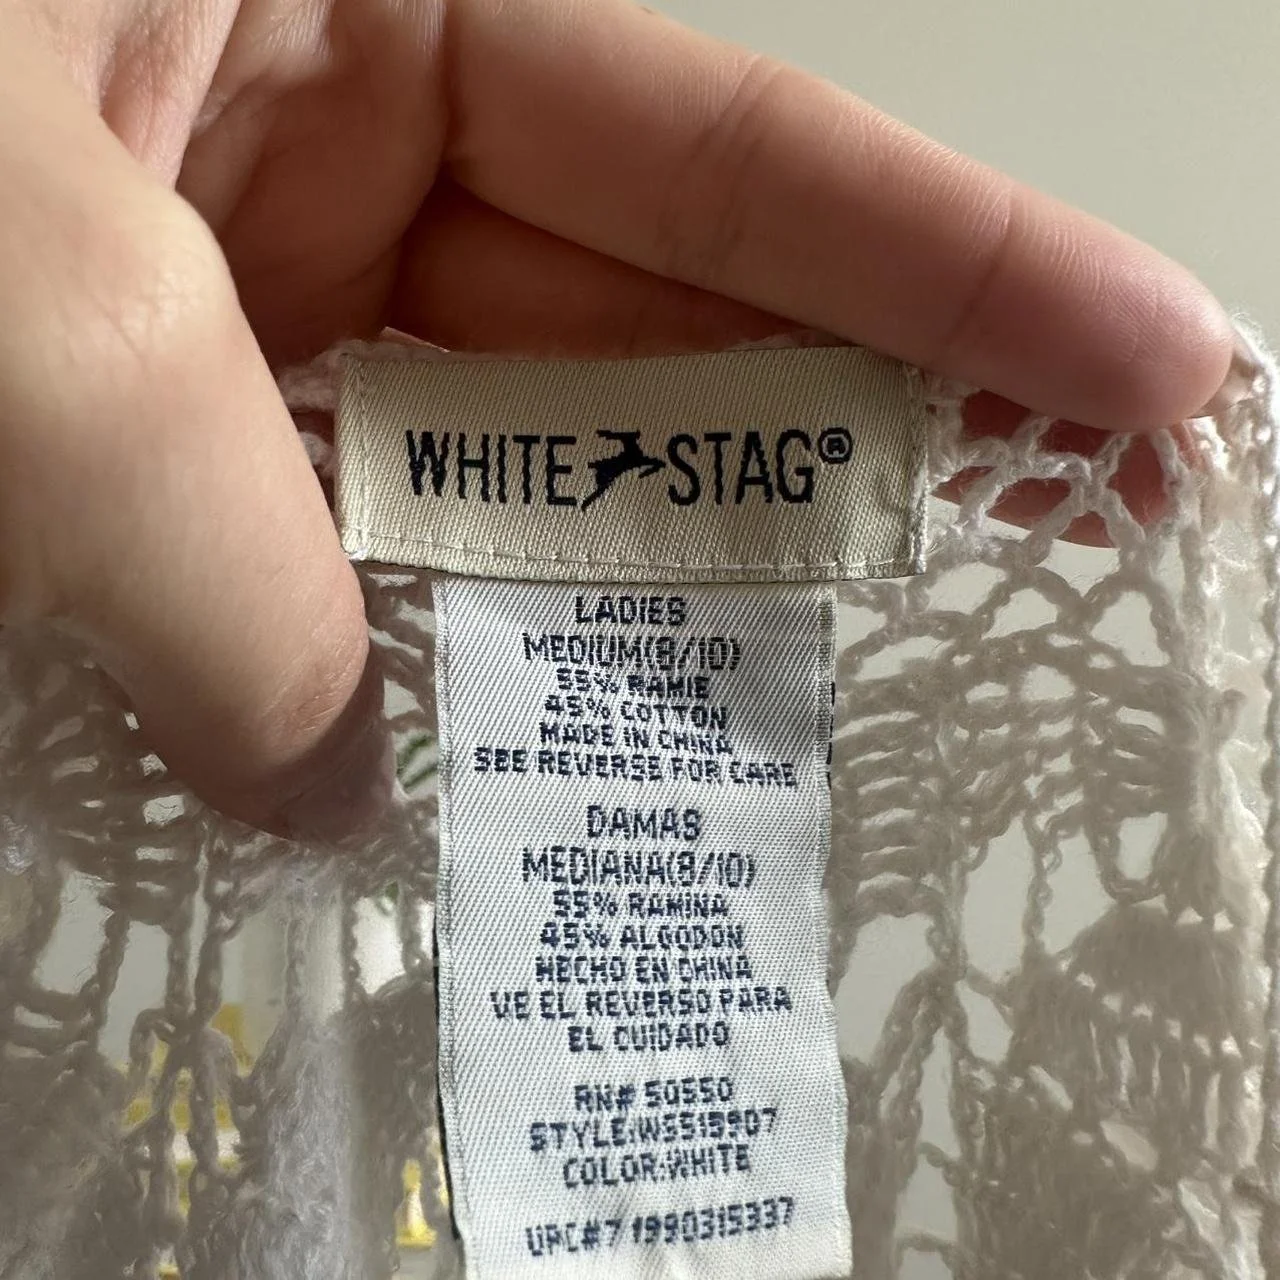 WHITE STAG®
LADIES
MEDIUM(8/10)
55% RAMIE
45% COTTON
MADE IN CHINA
SEE REVERSE FOR CARE
DAMAS
MEDIANA(8/10)
55% RAMINA
45% ALGODON
HECHO EN CHINA
VE EL REVERSO PARA
EL CUIDADO
RN# 50550
COLOR:WHITE